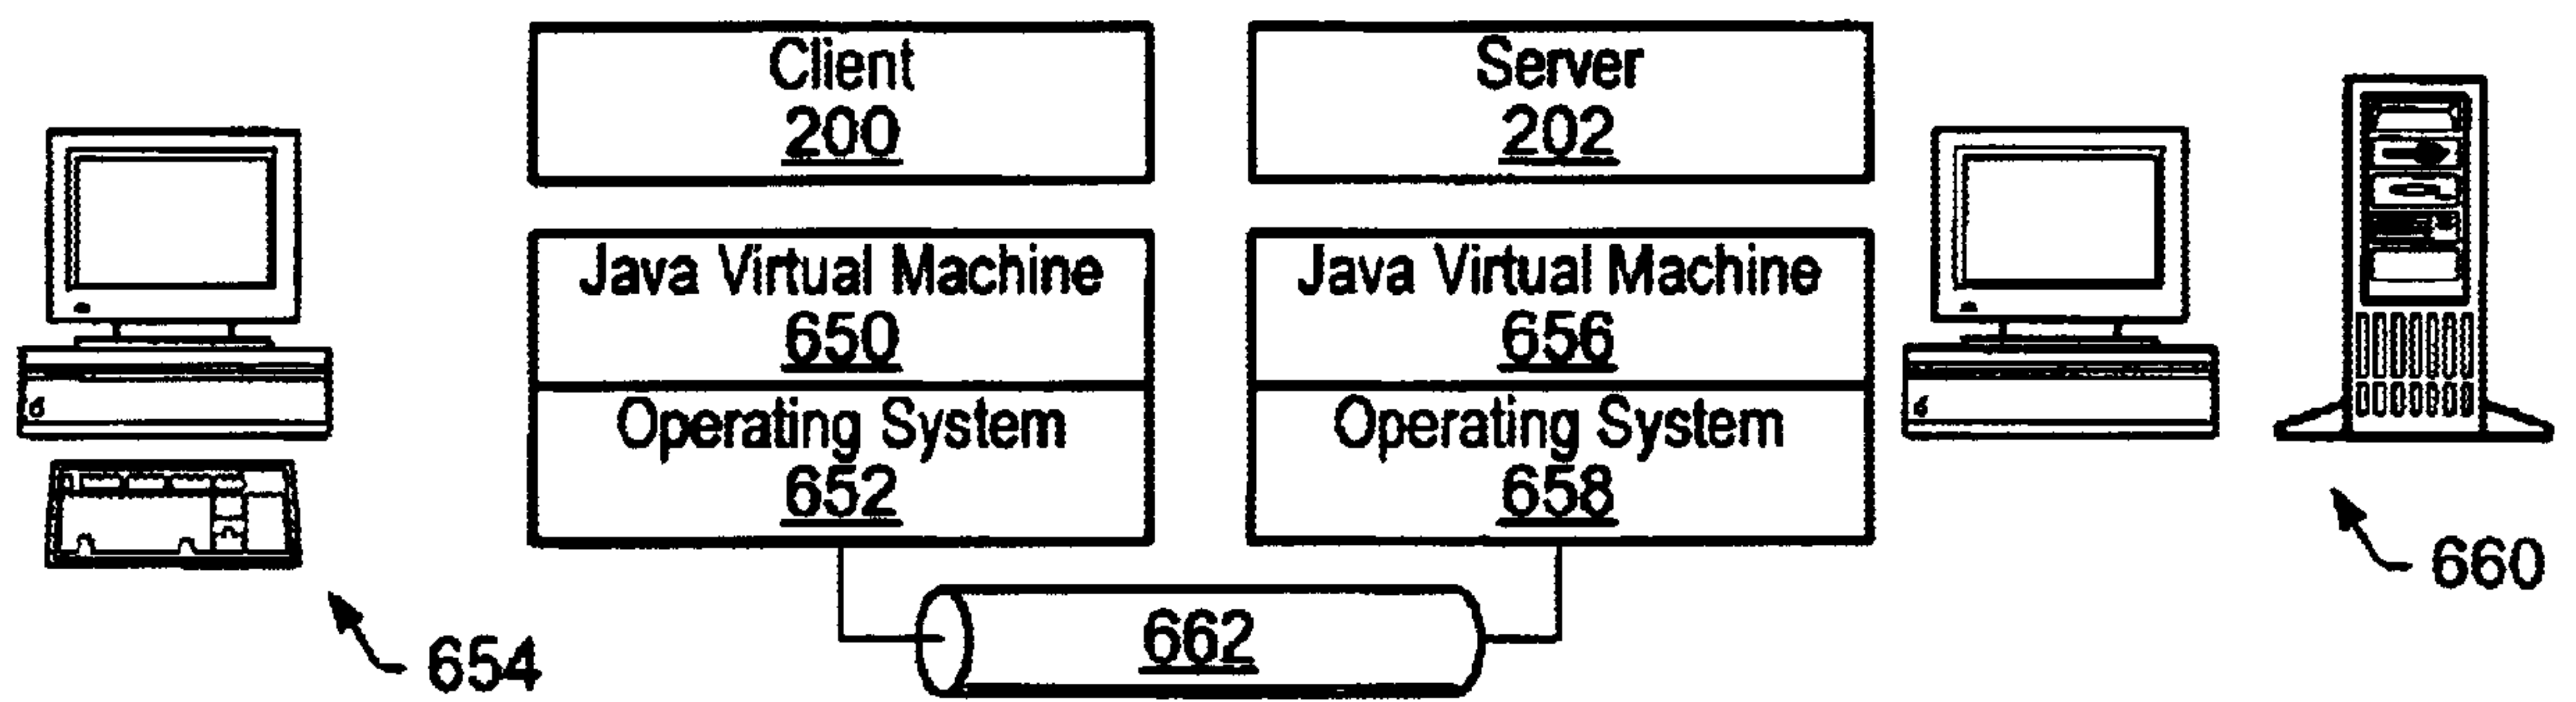 Client
200
Server
202
Java Virtual Machine
650
Java Virtual Machine
656
Operating System
652
Operating System
658
660
654
662